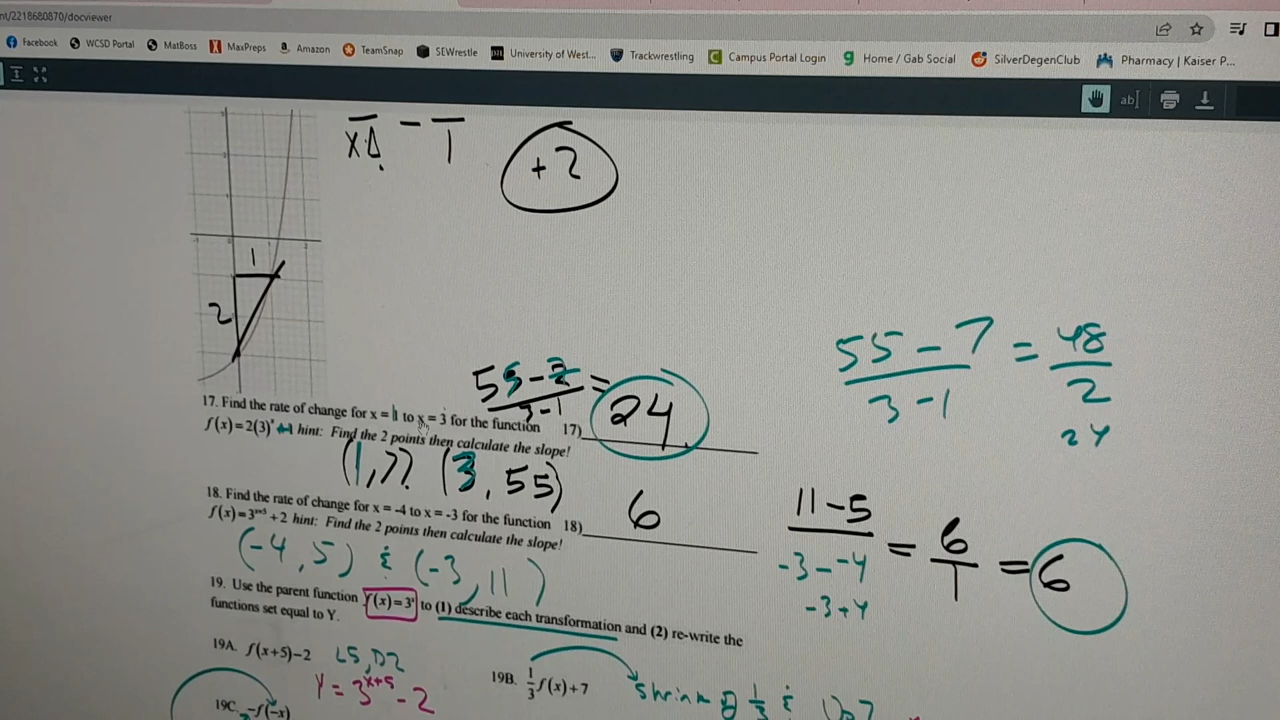 nt/2218680870/docviewer
Facebook WCSD Portal MatBoss MaxPreps Amazon TeamSnap SEWrestle University of West... Trackwrestling Campus Portal Login Home / Gab Social SilverDegenClub Pharmacy | Kaiser P...
ab
+2
1
2
55-7 = 48
3-1 2
24
3-1
24
17. Find the rate of change for x = 1 to x = 3 for the function 17)
f(x) = 2(3)ˣ +1 hint: Find the 2 points then calculate the slope!
(1,7) (3,55)
18. Find the rate of change for x = -4 to x = -3 for the function 18) 6
f(x) = 3ˣ⁺⁵ + 2 hint: Find the 2 points then calculate the slope!
11-5 = 6 = 6
-3--4 1
-3+4
(-4,5) & (-3,11)
19. Use the parent function f(x) = 3ˣ to (1) describe each transformation and (2) re-write the
functions set equal to Y.
19A. f(x+5)-2 L5, D2
Y = 3ˣ⁺⁵ - 2
19B. 1/3 f(x)+7
19C. -f(-x)